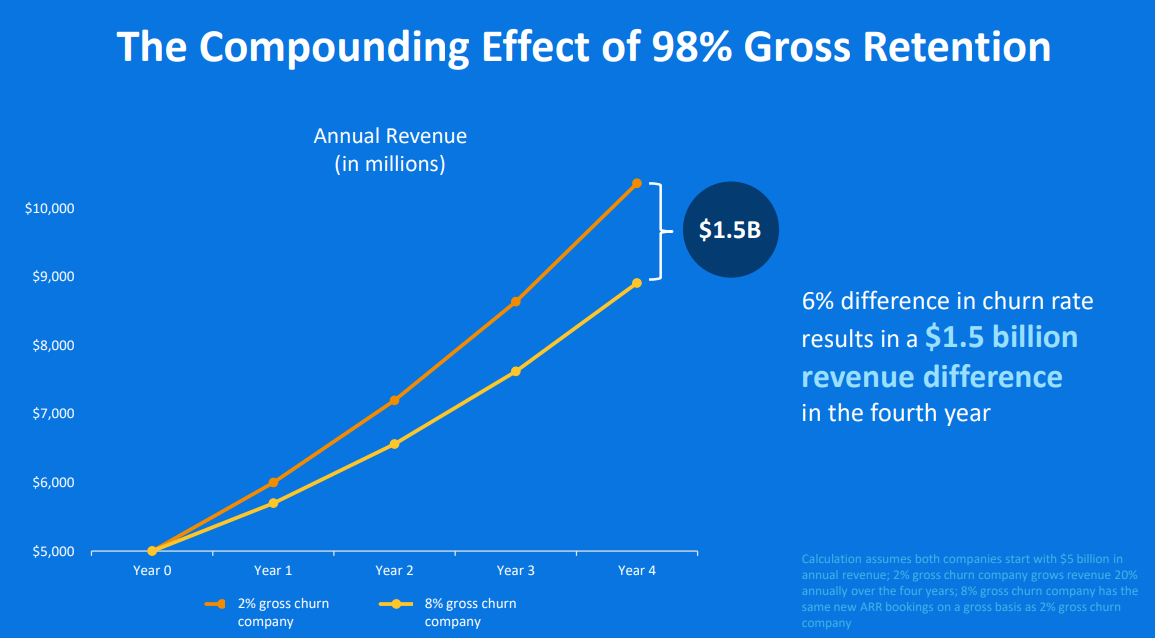 The Compounding Effect of 98% Gross Retention
Annual Revenue
(in millions)
$10,000
$9,000
$8,000
$7,000
$6,000
$5,000
Year 0
Year 1
Year 2
Year 3
Year 4
2% gross churn
company
8% gross churn
company
$1.5B
6% difference in churn rate
results in a $1.5 billion
revenue difference
in the fourth year
Calculation assumes both companies start with $5 billion in
annual revenue; 2% gross churn company grows revenue 20%
annually over the four years; 8% gross churn company has the
same new ARR bookings on a gross basis as 2% gross churn
company